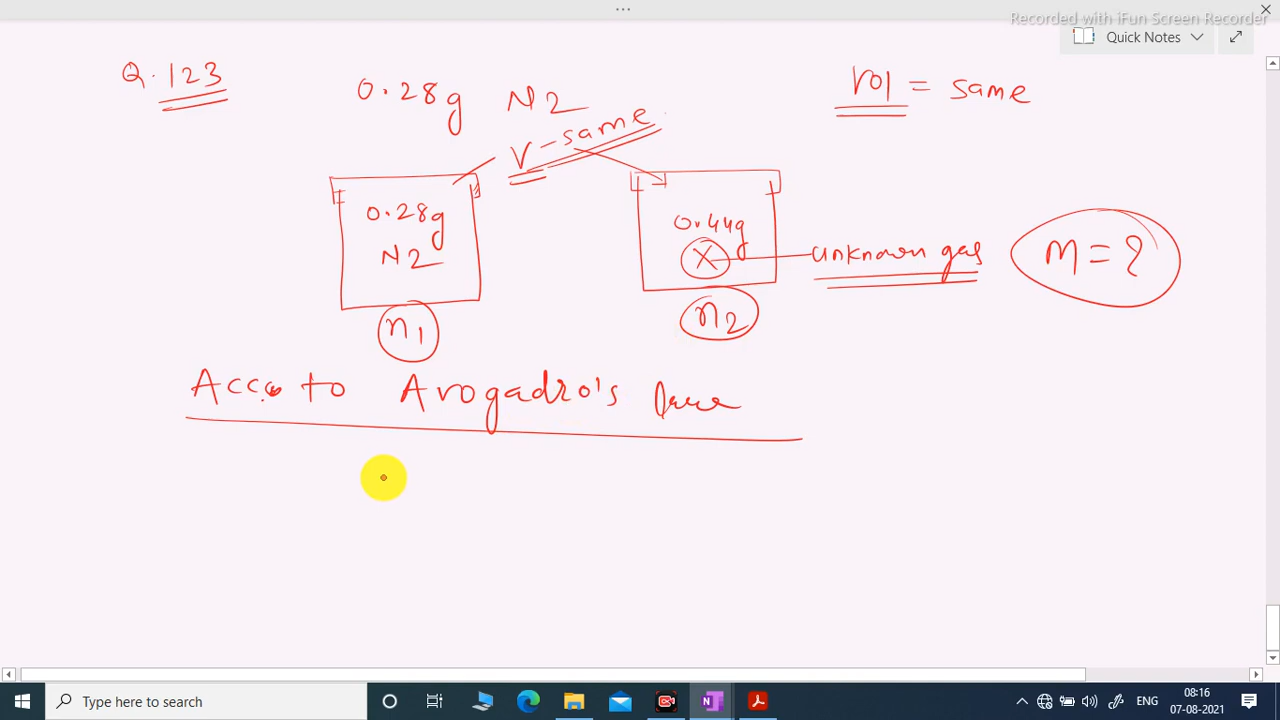 Recorded with iFun Screen Recorder
Quick Notes
Q. 123
0.28g N2
Vol = same
V - same
0.28g
N2
0.44g
X
unknown gas
M = ?
n1
n2
Acc. to Avogadro's
Type here to search
ENG
08:16
07-08-2021